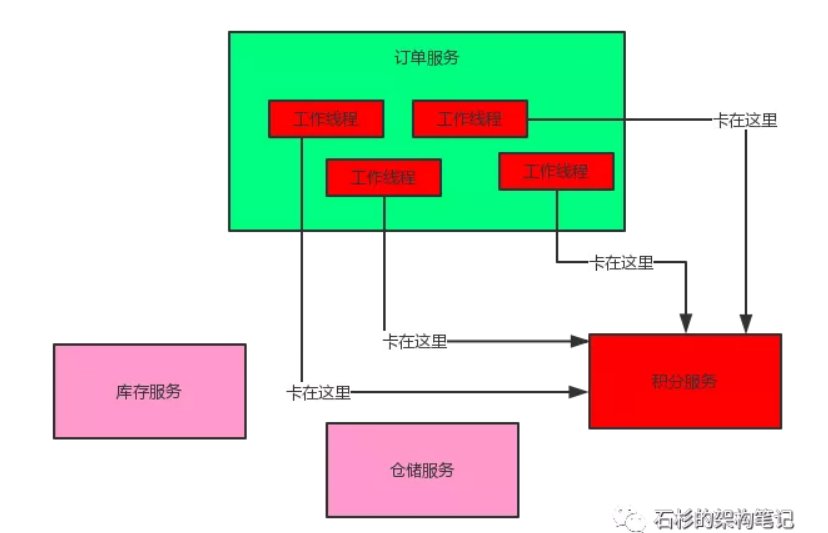 订单服务
工作线程
工作线程
卡在这里
工作线程
工作线程
卡在这里
卡在这里
库存服务
卡在这里
积分服务
仓储服务
石杉的架构笔记